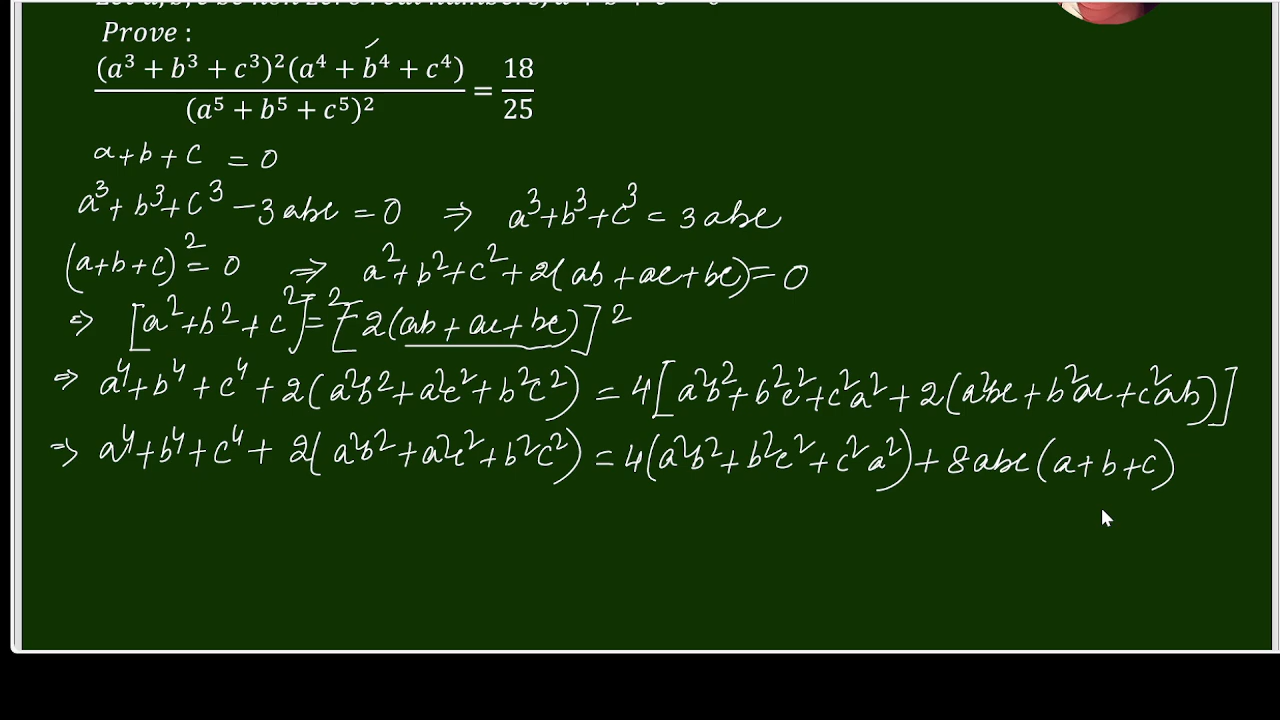 Prove :
(a³ + b³ + c³)²(a⁴ + b⁴ + c⁴)
(a⁵ + b⁵ + c⁵)²
= 18/25
a+b+c = 0
a³+b³+c³ −3abc = 0 ⇒ a³+b³+c³ = 3abc
(a+b+c)² = 0 ⇒ a²+b²+c²+2(ab+ac+bc)=0
⇒ [a²+b²+c²]² = [−2(ab+ac+bc)]²
⇒ a⁴+b⁴+c⁴+2(a²b²+a²c²+b²c²) = 4[a²b²+b²c²+c²a²+2(a²bc+b²ac+c²ab)]
⇒ a⁴+b⁴+c⁴+2(a²b²+a²c²+b²c²) = 4(a²b²+b²c²+c²a²)+8abc(a+b+c)